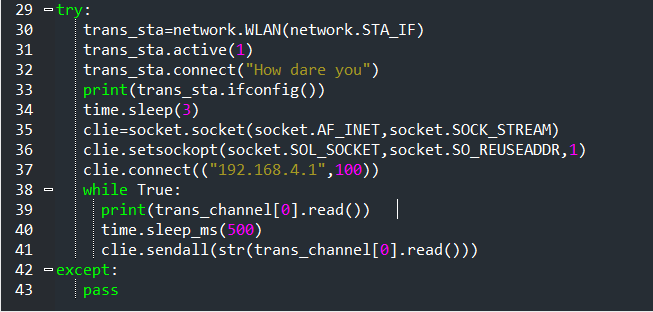 29 try:
30 trans_sta=network.WLAN(network.STA_IF)
31 trans_sta.active(1)
32 trans_sta.connect("How dare you")
33 print(trans_sta.ifconfig())
34 time.sleep(3)
35 clie=socket.socket(socket.AF_INET,socket.SOCK_STREAM)
36 clie.setsockopt(socket.SOL_SOCKET,socket.SO_REUSEADDR,1)
37 clie.connect(("192.168.4.1",100))
38 while True:
39 print(trans_channel[0].read())
40 time.sleep_ms(500)
41 clie.sendall(str(trans_channel[0].read()))
42 except:
43 pass